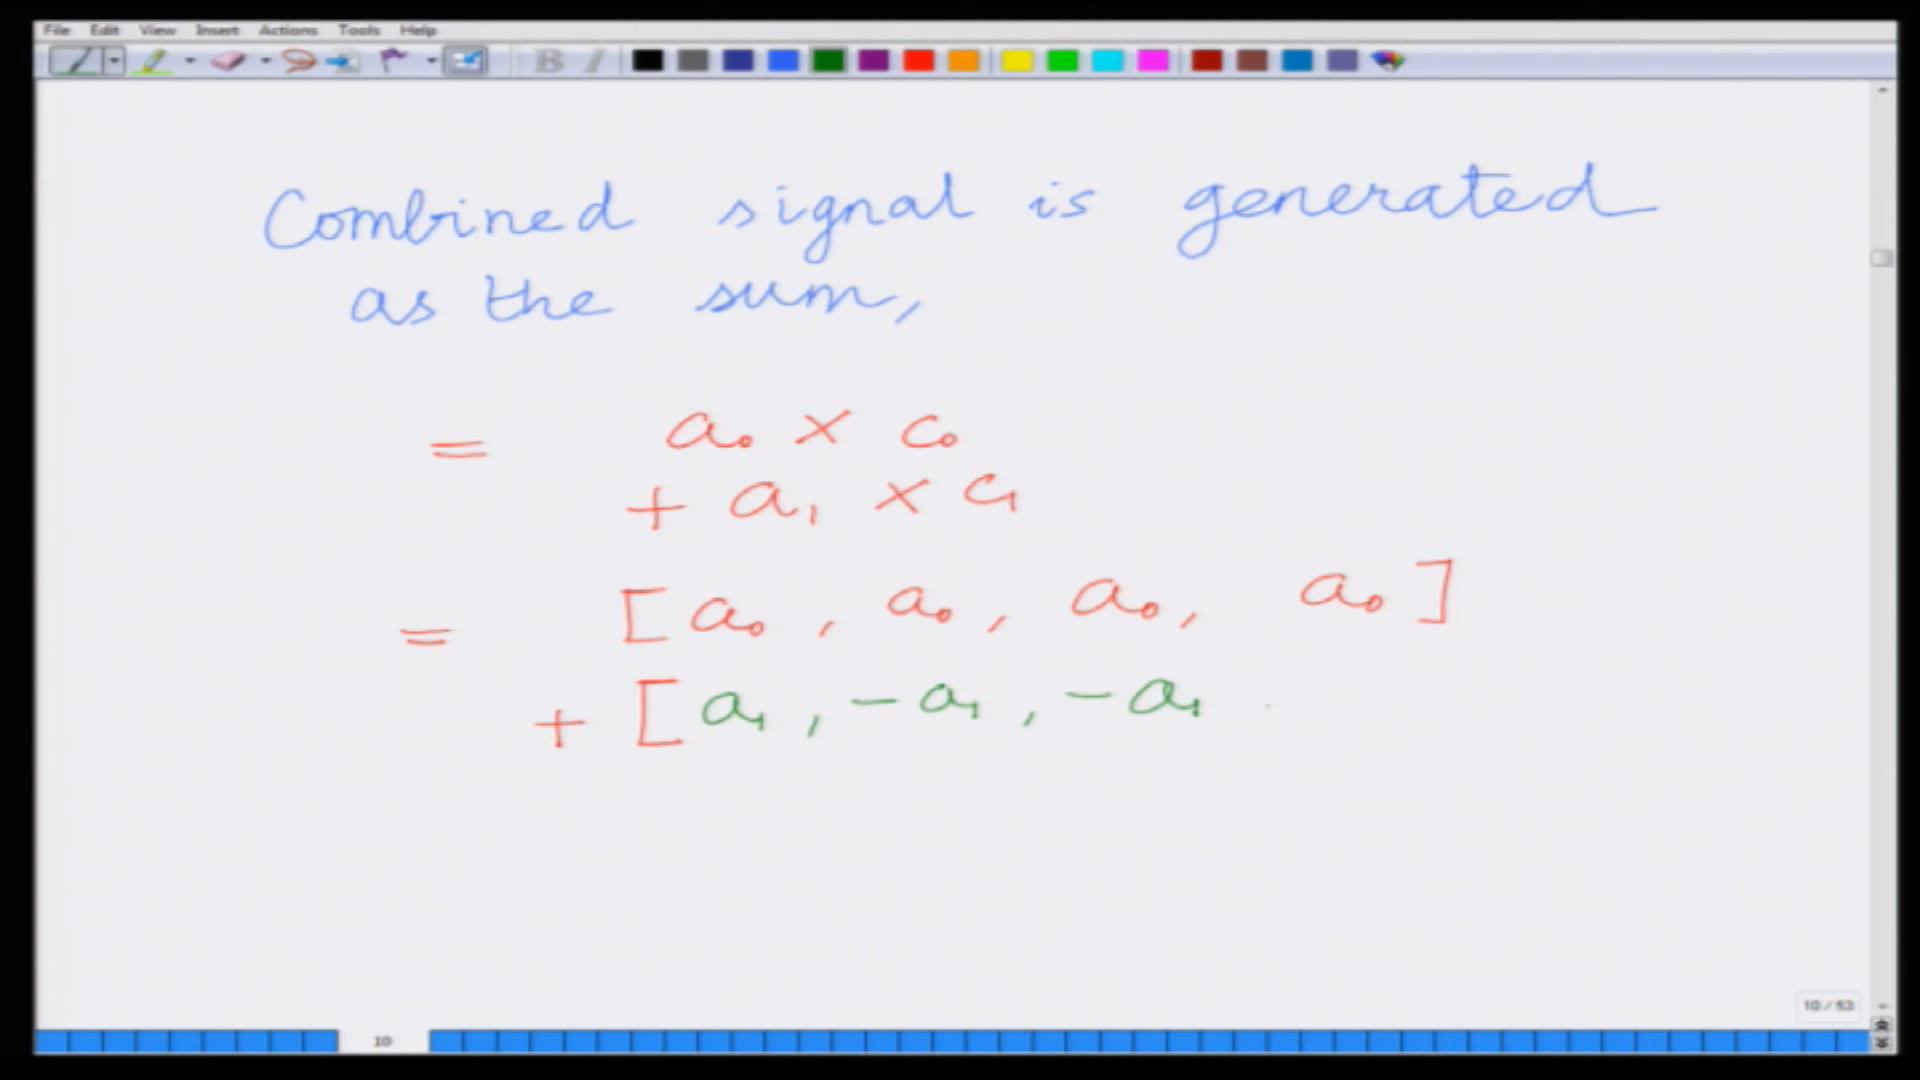 File Edit View Insert Actions Tools Help
B I
Combined signal is generated
as the sum,
= a₀ × c₀
+ a₁ × c₁
= [a₀, a₀, a₀, a₀]
+ [a₁, -a₁, -a₁
10 / 53
10